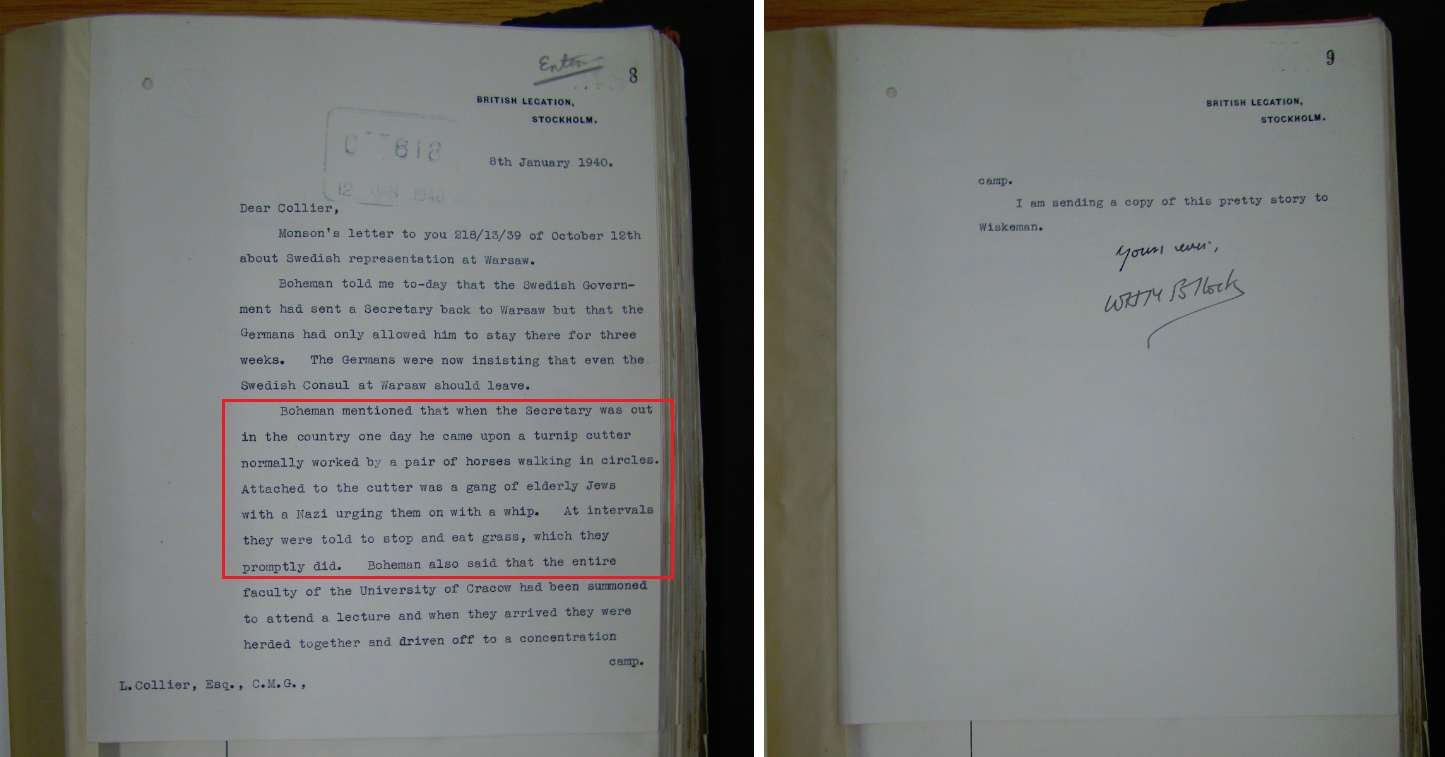 Enter
8
BRITISH LEGATION,
STOCKHOLM.
C 618
12 JAN 1940
8th January 1940.
Dear Collier,
Monson's letter to you 218/13/39 of October 12th
about Swedish representation at Warsaw.
Boheman told me to-day that the Swedish Govern-
ment had sent a Secretary back to Warsaw but that the
Germans had only allowed him to stay there for three
weeks. The Germans were now insisting that even the
Swedish Consul at Warsaw should leave.
Boheman mentioned that when the Secretary was out
in the country one day he came upon a turnip cutter
normally worked by a pair of horses walking in circles.
Attached to the cutter was a gang of elderly Jews
with a Nazi urging them on with a whip. At intervals
they were told to stop and eat grass, which they
promptly did. Boheman also said that the entire
faculty of the University of Cracow had been summoned
to attend a lecture and when they arrived they were
herded together and driven off to a concentration
camp.
L.Collier, Esq., C.M.G.,
9
BRITISH LEGATION,
STOCKHOLM.
camp.
I am sending a copy of this pretty story to
Wiskeman.
Yours ever,